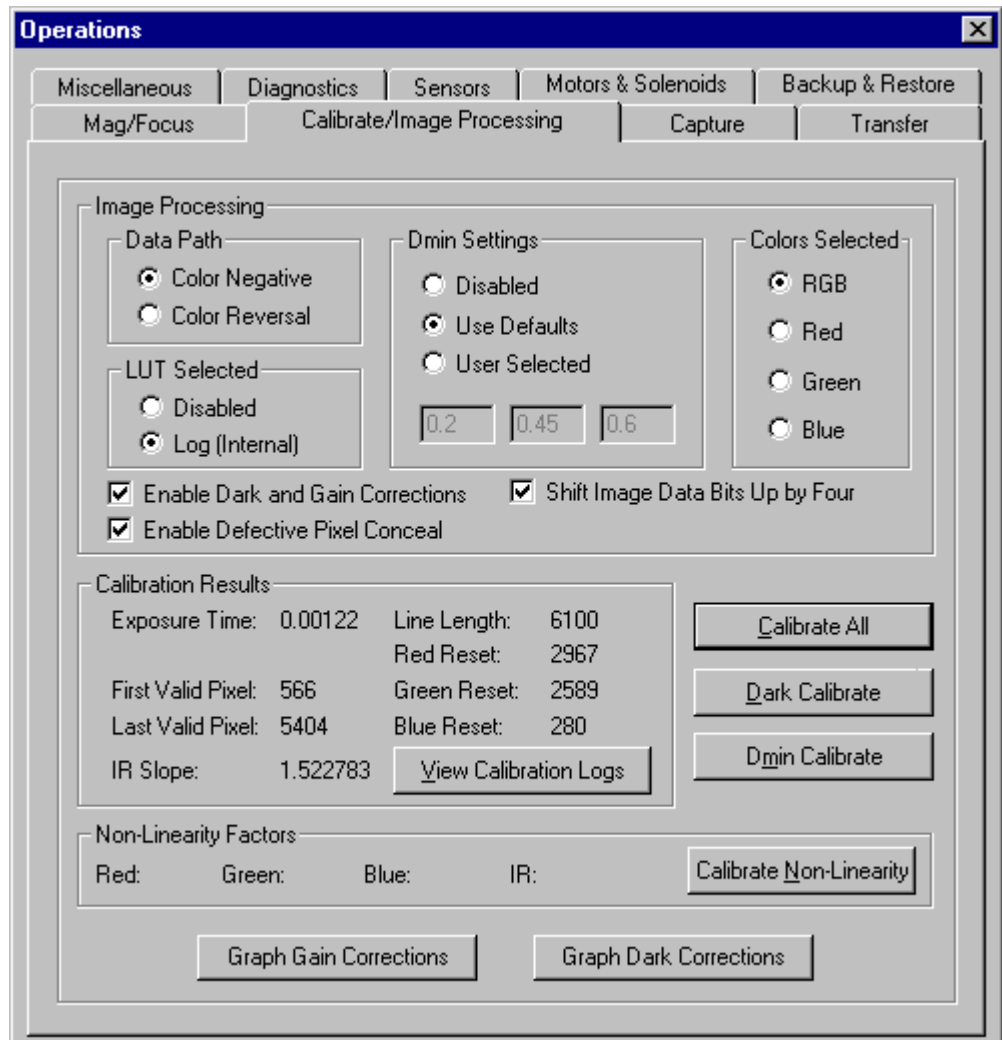 Operations
Miscellaneous Diagnostics Sensors Motors & Solenoids Backup & Restore
Mag/Focus Calibrate/Image Processing Capture Transfer
Image Processing
Data Path
Color Negative
Color Reversal
LUT Selected
Disabled
Log (Internal)
Dmin Settings
Disabled
Use Defaults
User Selected
0.2 0.45 0.6
Colors Selected
RGB
Red
Green
Blue
Enable Dark and Gain Corrections
Shift Image Data Bits Up by Four
Enable Defective Pixel Conceal
Calibration Results
Exposure Time: 0.00122 Line Length: 6100
Red Reset: 2967
First Valid Pixel: 566 Green Reset: 2589
Last Valid Pixel: 5404 Blue Reset: 280
IR Slope: 1.522783 View Calibration Logs
Calibrate All
Dark Calibrate
Dmin Calibrate
Non-Linearity Factors
Red: Green: Blue: IR: Calibrate Non-Linearity
Graph Gain Corrections Graph Dark Corrections